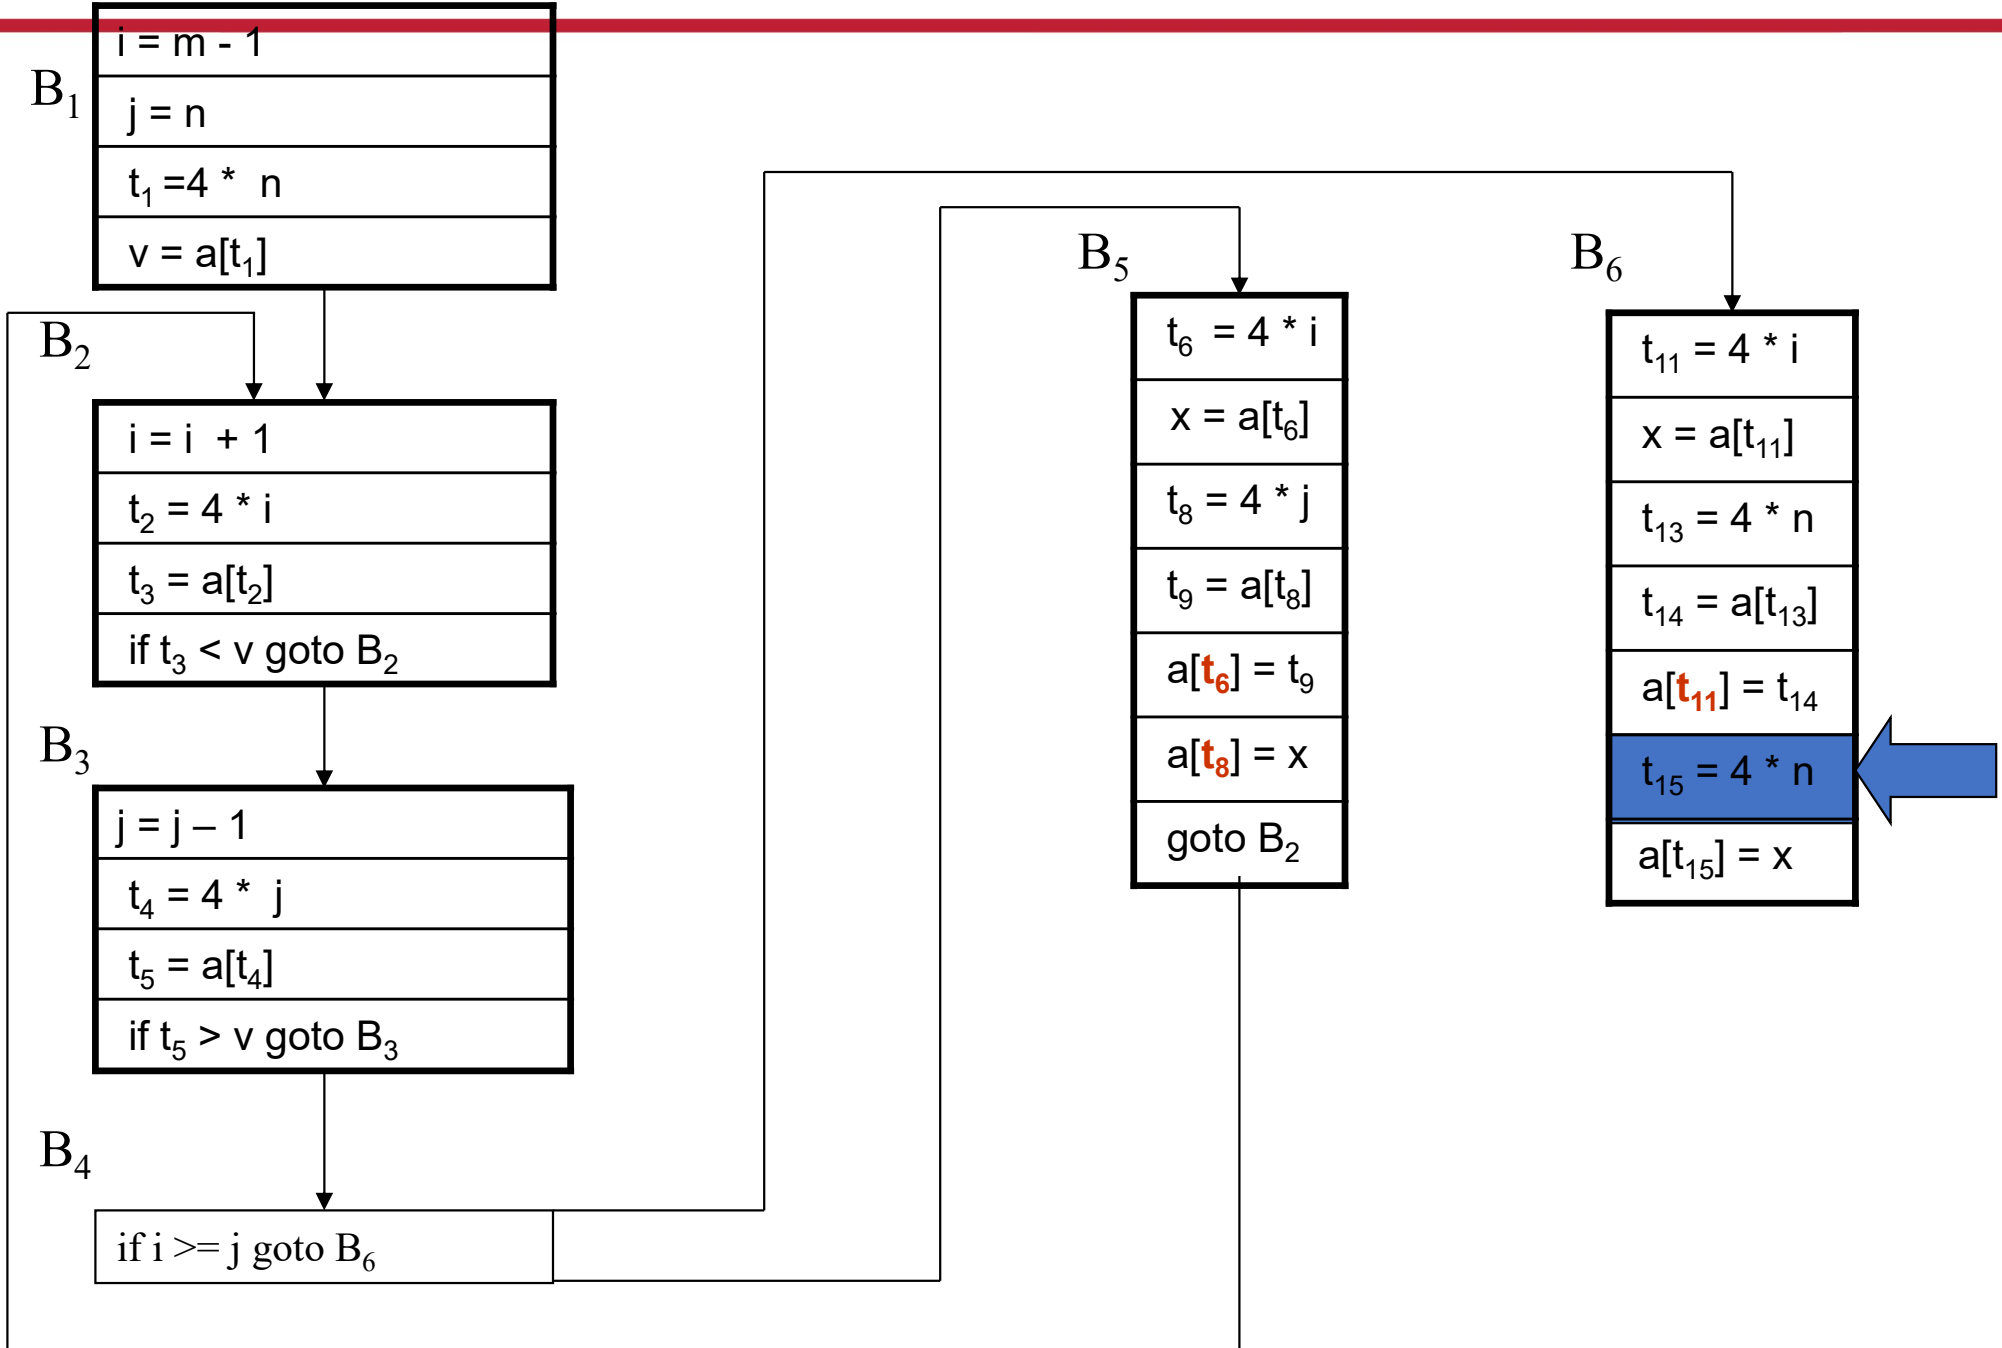 B₁
i = m - 1
j = n
t₁ =4 * n
v = a[t₁]
B₂
i = i + 1
t₂ = 4 * i
t₃ = a[t₂]
if t₃ < v goto B₂
B₃
j = j – 1
t₄ = 4 * j
t₅ = a[t₄]
if t₅ > v goto B₃
B₄
if i >= j goto B₆
B₅
t₆ = 4 * i
x = a[t₆]
t₈ = 4 * j
t₉ = a[t₈]
a[t₆] = t₉
a[t₈] = x
goto B₂
B₆
t₁₁ = 4 * i
x = a[t₁₁]
t₁₃ = 4 * n
t₁₄ = a[t₁₃]
a[t₁₁] = t₁₄
t₁₅ = 4 * n
a[t₁₅] = x